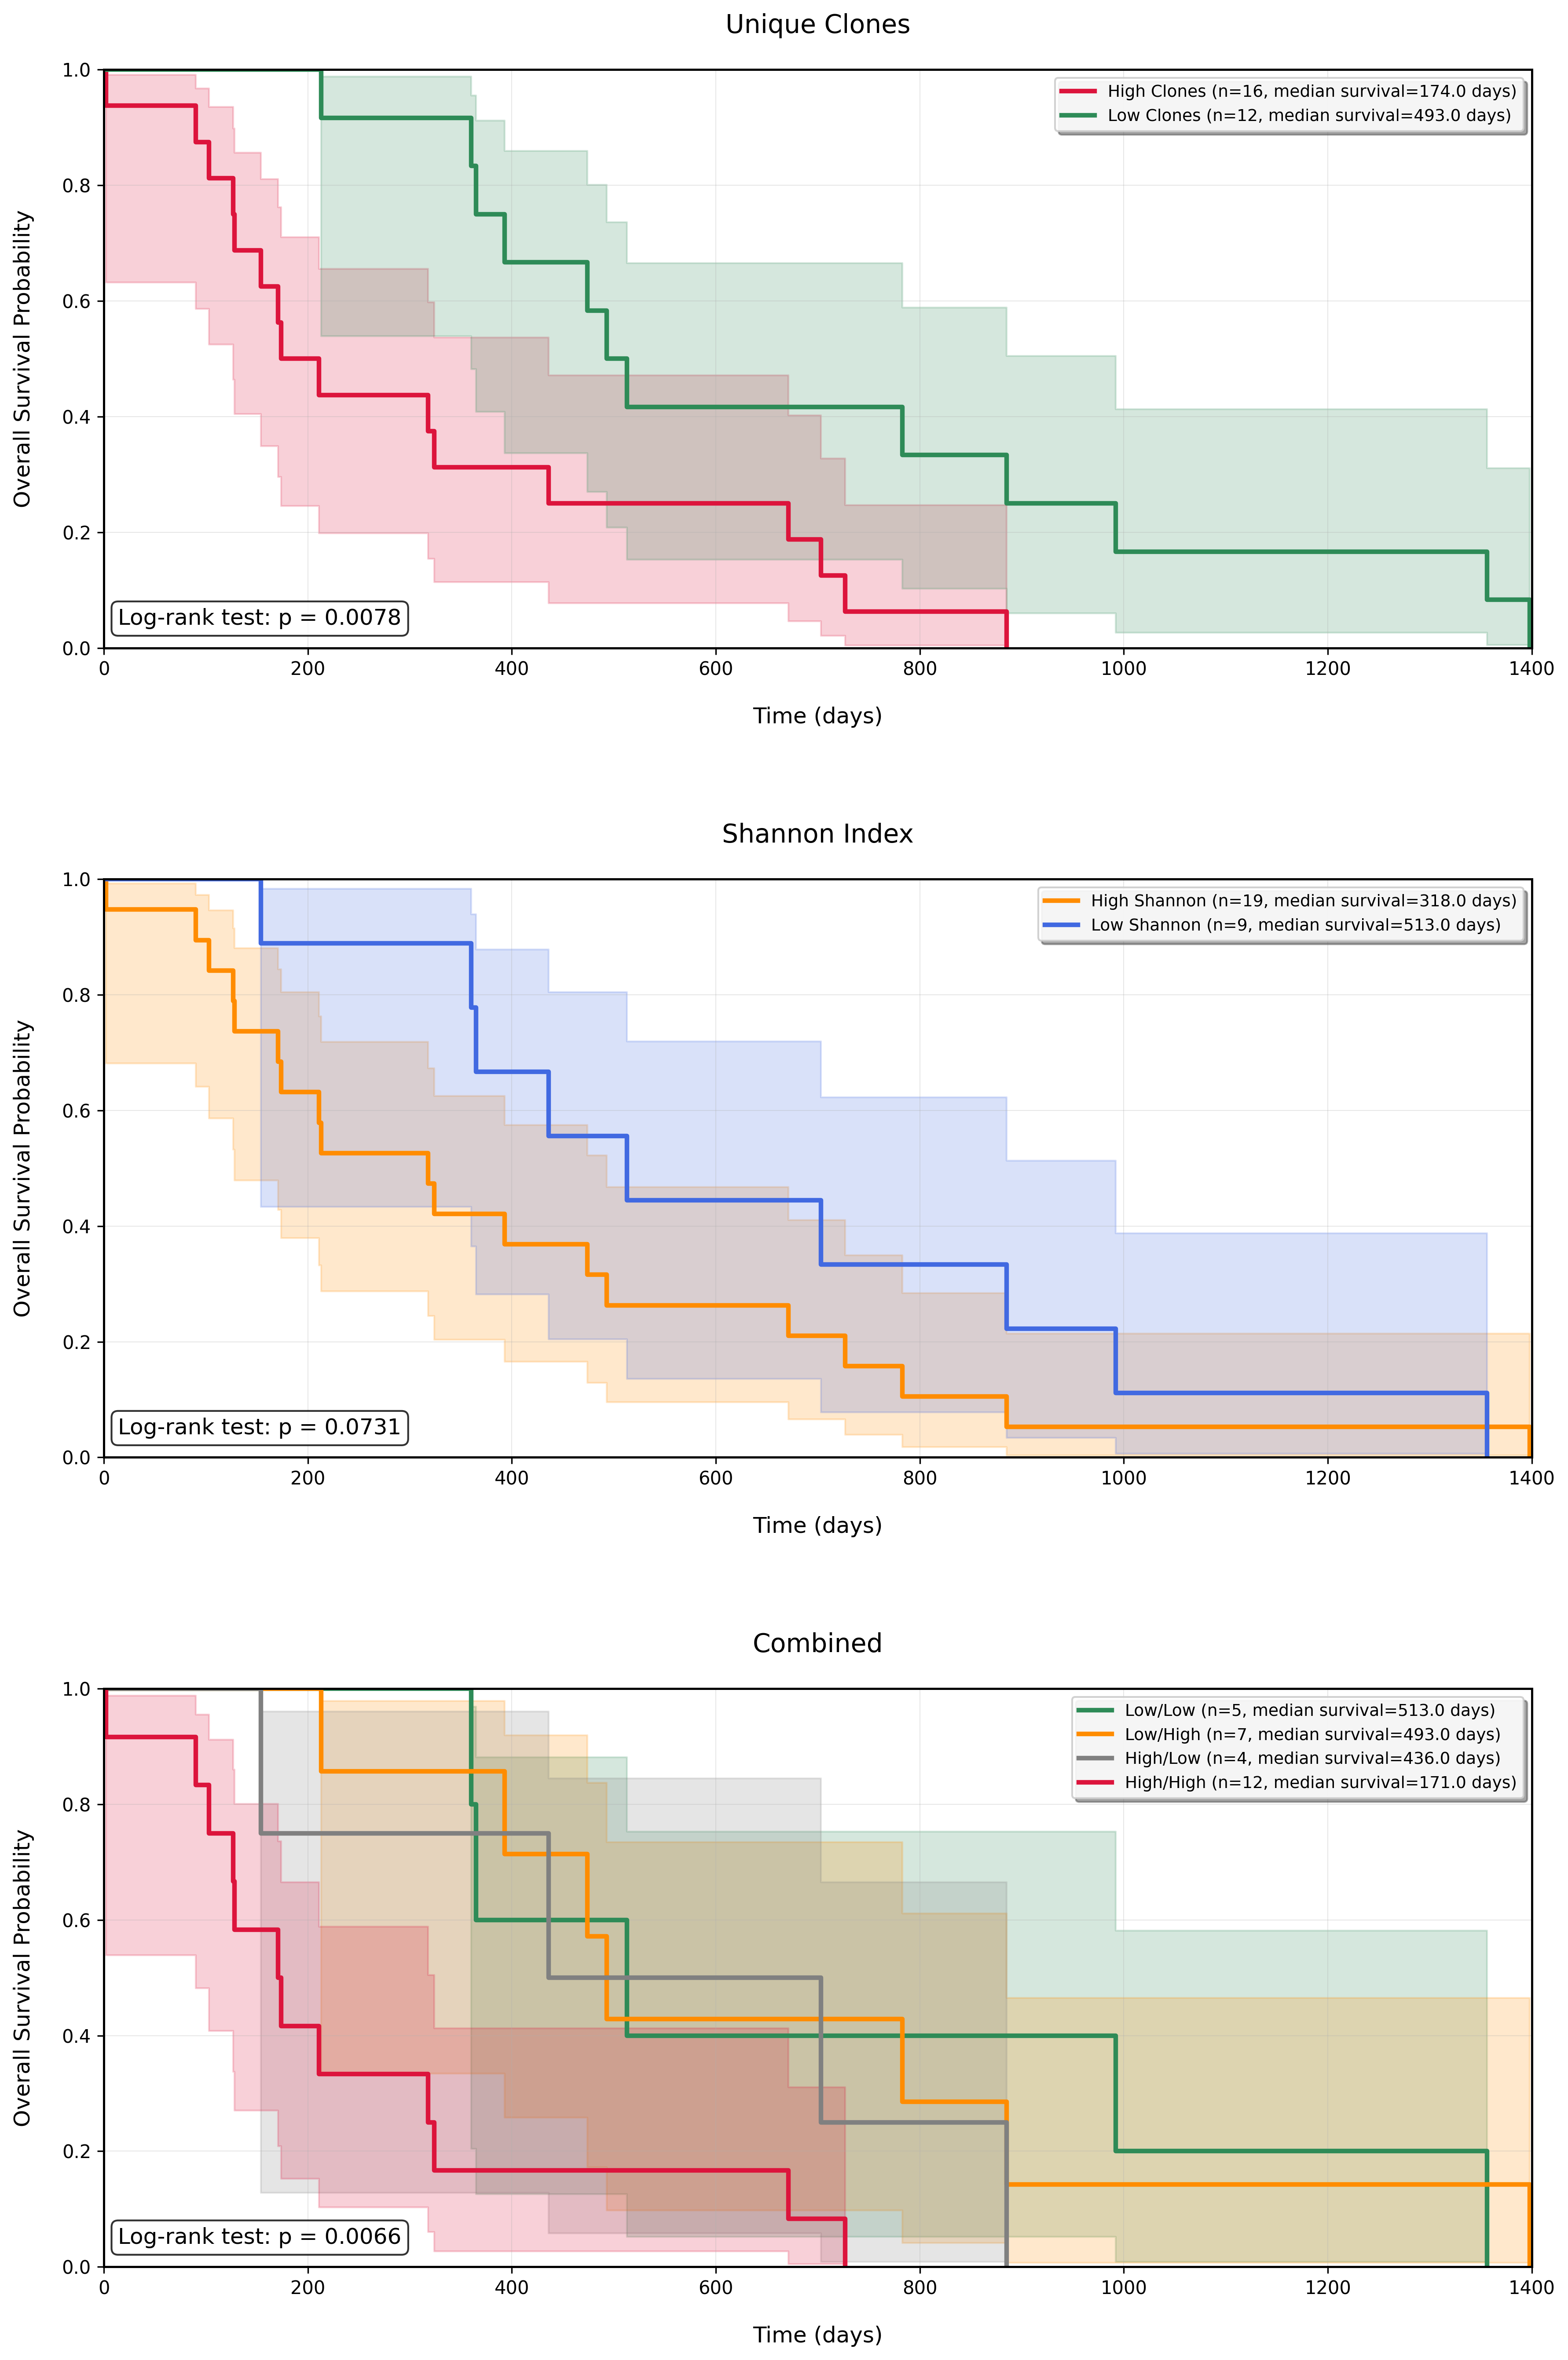 Unique Clones
Overall Survival Probability
1.0
0.8
0.6
0.4
0.2
0.0
High Clones (n=16, median survival=174.0 days)
Low Clones (n=12, median survival=493.0 days)
Log-rank test: p = 0.0078
0 200 400 600 800 1000 1200 1400
Time (days)
Shannon Index
Overall Survival Probability
1.0
0.8
0.6
0.4
0.2
0.0
High Shannon (n=19, median survival=318.0 days)
Low Shannon (n=9, median survival=513.0 days)
Log-rank test: p = 0.0731
0 200 400 600 800 1000 1200 1400
Time (days)
Combined
Overall Survival Probability
1.0
0.8
0.6
0.4
0.2
0.0
Low/Low (n=5, median survival=513.0 days)
Low/High (n=7, median survival=493.0 days)
High/Low (n=4, median survival=436.0 days)
High/High (n=12, median survival=171.0 days)
Log-rank test: p = 0.0066
0 200 400 600 800 1000 1200 1400
Time (days)